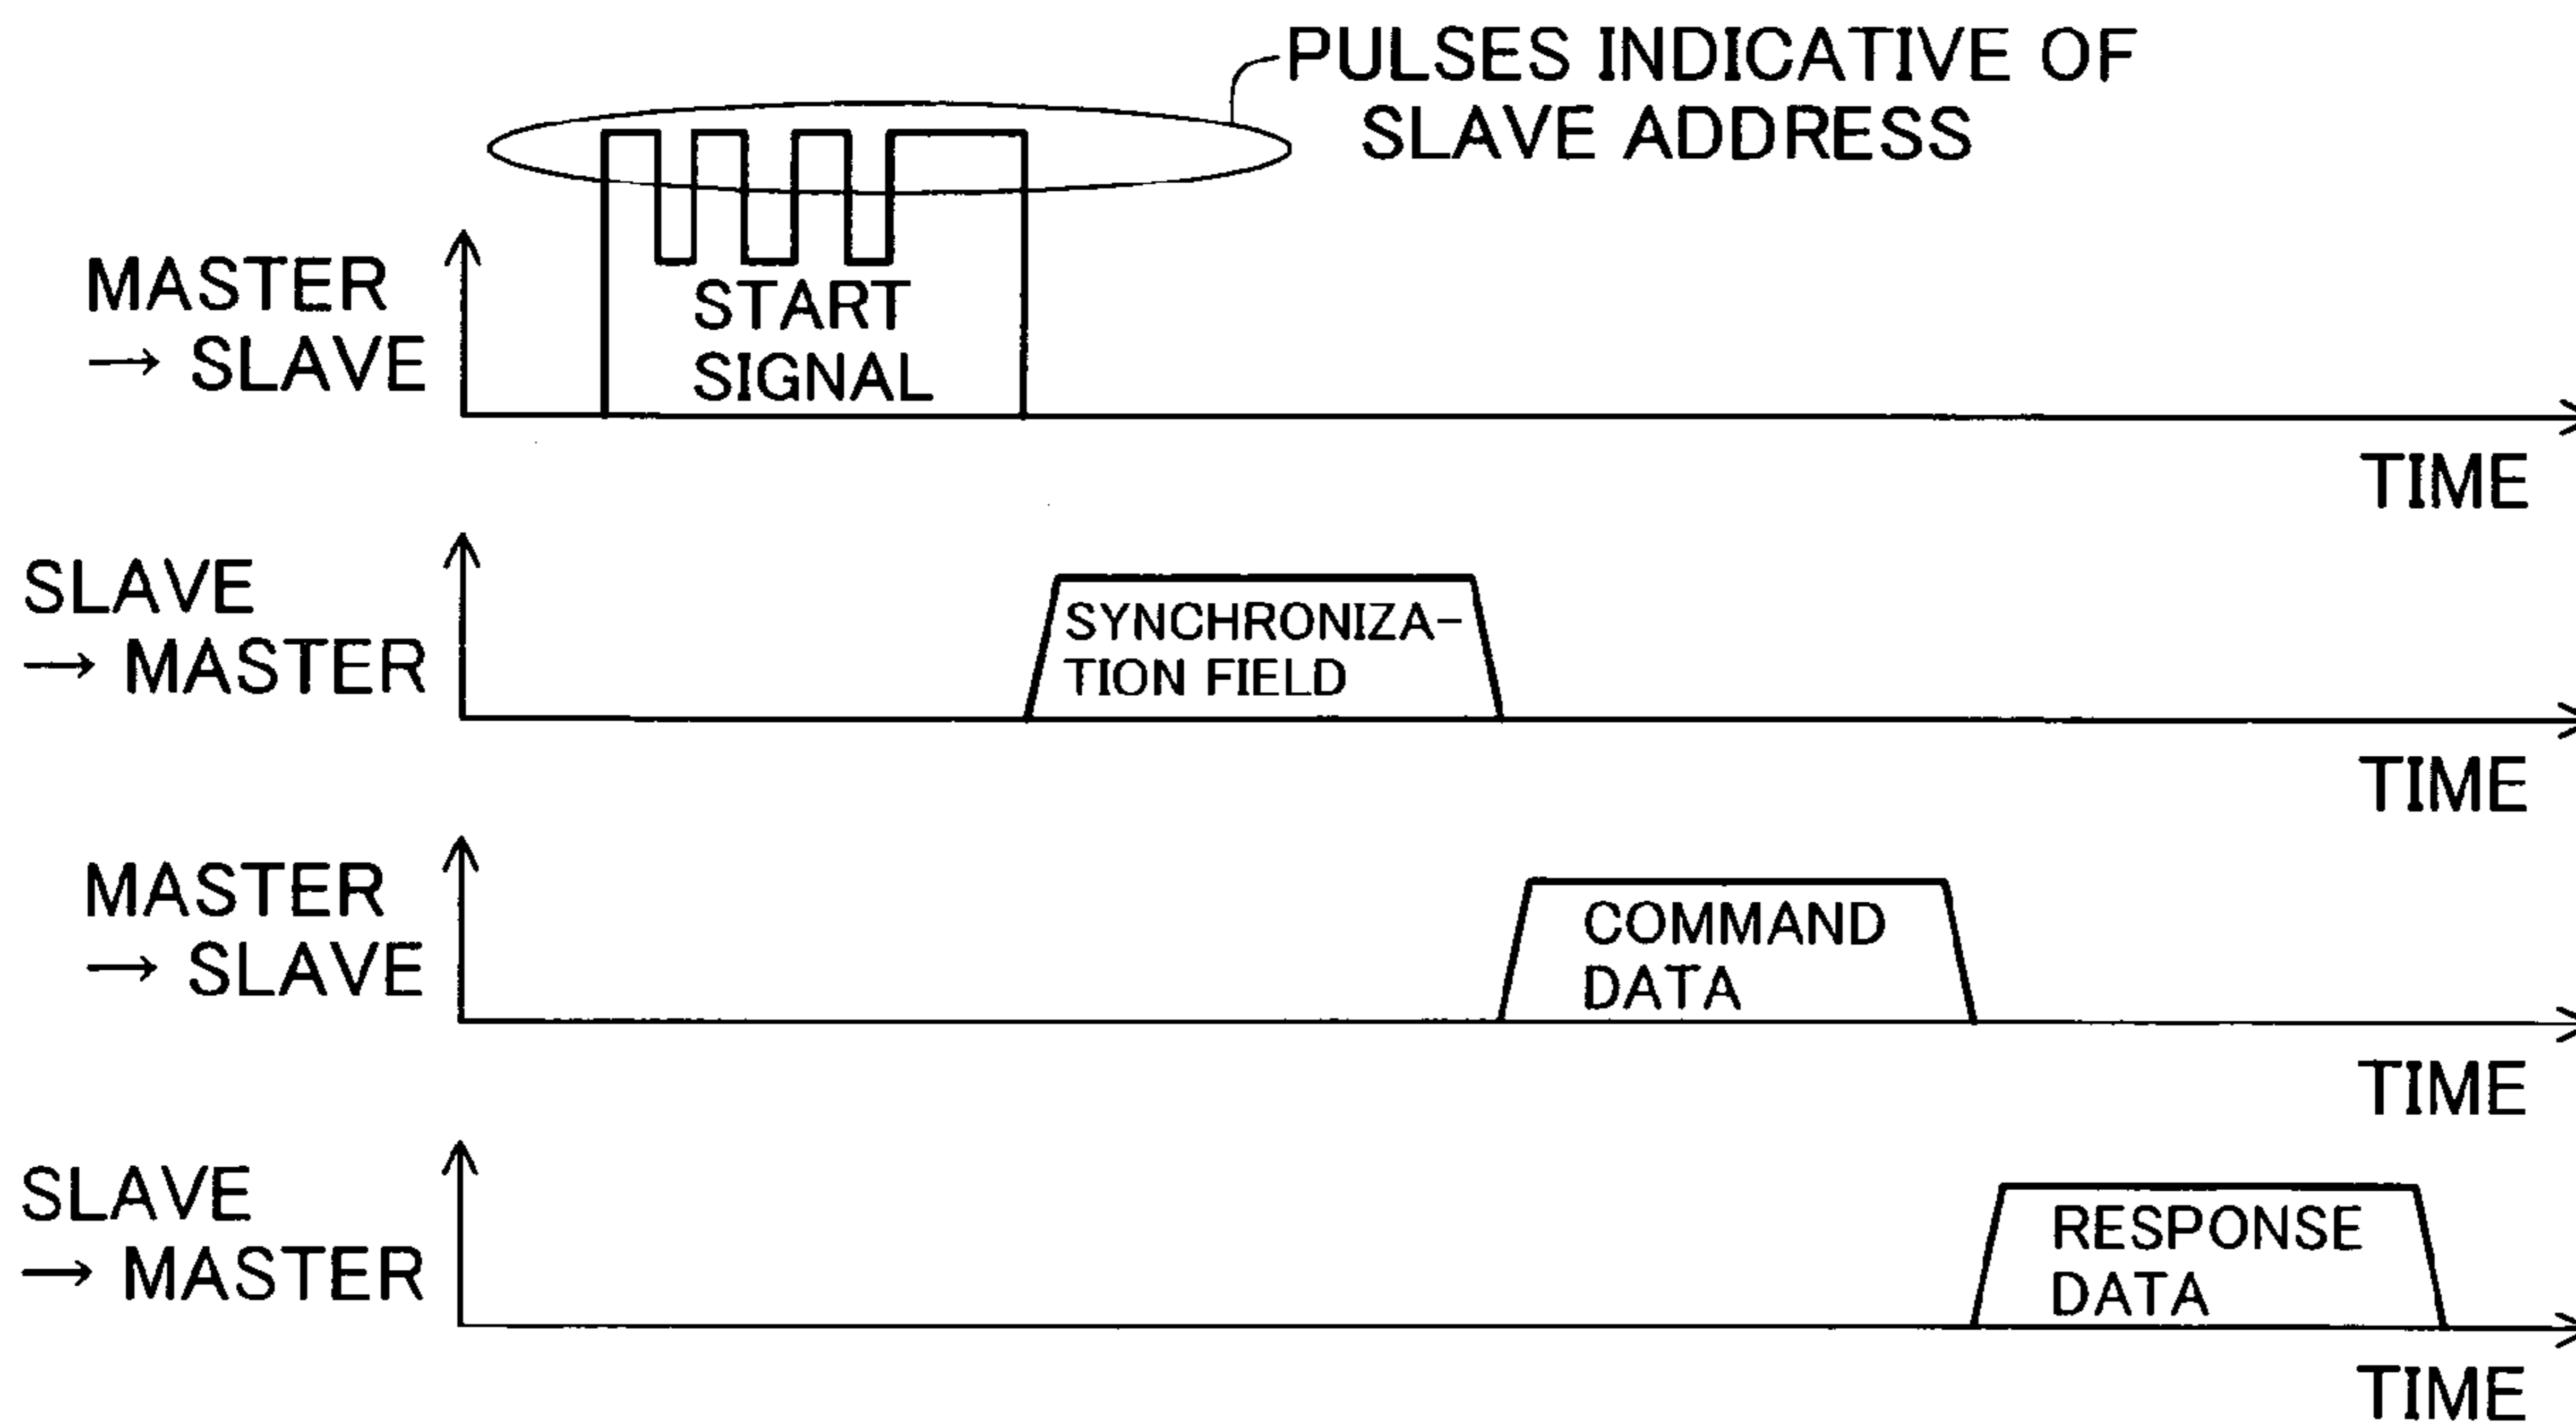 PULSES INDICATIVE OF
SLAVE ADDRESS
MASTER
→ SLAVE
START
SIGNAL
TIME
SLAVE
→ MASTER
SYNCHRONIZA-
TION FIELD
TIME
MASTER
→ SLAVE
COMMAND
DATA
TIME
SLAVE
→ MASTER
RESPONSE
DATA
TIME